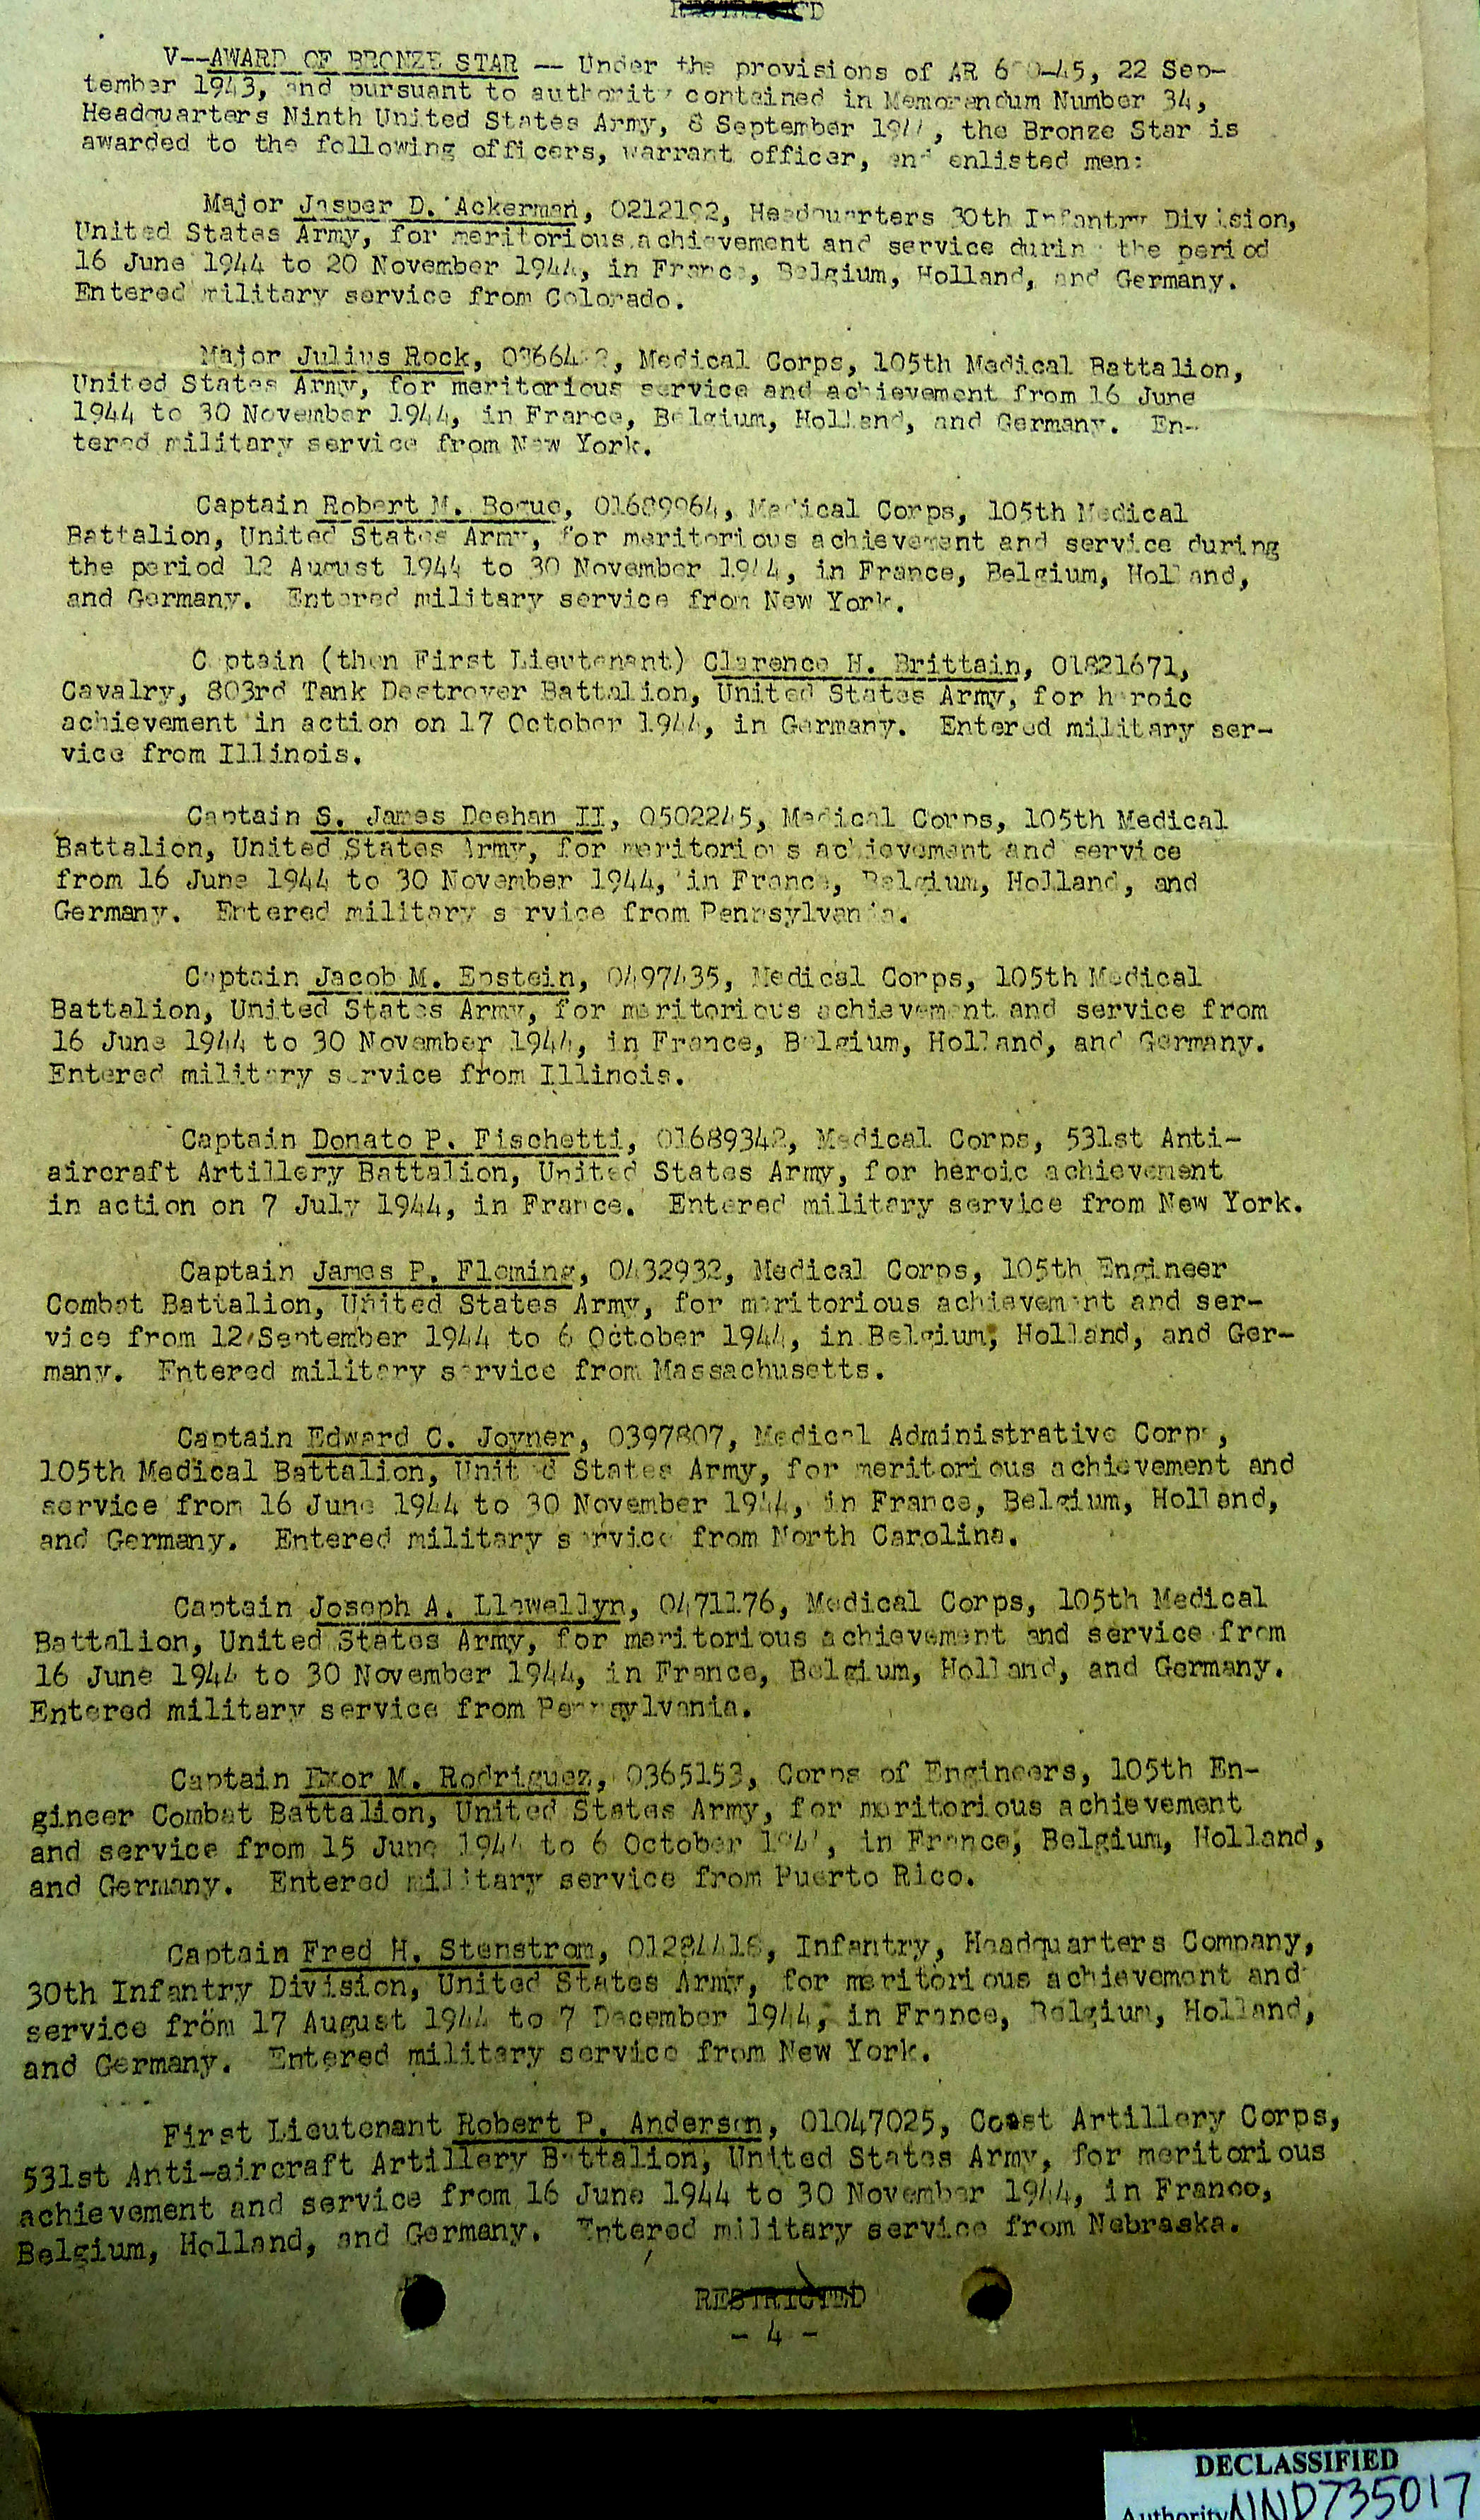 RESTRICTED
V--AWARD OF BRONZE STAR -- Under the provisions of AR 600-45, 22 Sep-
tember 1943, and pursuant to authority contained in Memorandum Number 34,
Headquarters Ninth United States Army, 8 September 1944, the Bronze Star is
awarded to the following officers, warrant officer, and enlisted men:
Major Jasper D. Ackerman, 0212192, Headquarters 30th Infantry Division,
United States Army, for meritorious achievement and service during the period
16 June 1944 to 20 November 1944, in France, Belgium, Holland, and Germany.
Entered military service from Colorado.
Major Julius Rock, Medical Corps, 105th Medical Battalion,
United States Army, for meritorious service and achievement from 16 June
1944 to 30 November 1944, in France, Belgium, Holland, and Germany. En-
tered military service from New York.
Captain Robert M. Bogue, 01689964, Medical Corps, 105th Medical
Battalion, United States Army, for meritorious achievement and service during
the period 12 August 1944 to 30 November 1944, in France, Belgium, Holland,
and Germany. Entered military service from New York.
Captain (then First Lieutenant) Clarence H. Brittain, 01821671,
Cavalry, 803rd Tank Destroyer Battalion, United States Army, for heroic
achievement in action on 17 October 1944, in Germany. Entered military ser-
vice from Illinois.
Captain S. James Deehan II, 0502245, Medical Corps, 105th Medical
Battalion, United States Army, for meritorious achievement and service
from 16 June 1944 to 30 November 1944, in France, Belgium, Holland, and
Germany. Entered military service from Pennsylvania.
Captain Jacob M. Epstein, 0497435, Medical Corps, 105th Medical
Battalion, United States Army, for meritorious achievement and service from
16 June 1944 to 30 November 1944, in France, Belgium, Holland, and Germany.
Entered military service from Illinois.
Captain Donato P. Fischetti, 01689342, Medical Corps, 531st Anti-
aircraft Artillery Battalion, United States Army, for heroic achievement
in action on 7 July 1944, in France. Entered military service from New York.
Captain James P. Fleming, 0432932, Medical Corps, 105th Engineer
Combat Battalion, United States Army, for meritorious achievement and ser-
vice from 12 September 1944 to 6 October 1944, in Belgium, Holland, and Ger-
many. Entered military service from Massachusetts.
Captain Edward C. Joyner, 0397807, Medical Administrative Corps,
105th Medical Battalion, United States Army, for meritorious achievement and
service from 16 June 1944 to 30 November 1944, in France, Belgium, Holland,
and Germany. Entered military service from North Carolina.
Captain Joseph A. Llewellyn, 0471176, Medical Corps, 105th Medical
Battalion, United States Army, for meritorious achievement and service from
16 June 1944 to 30 November 1944, in France, Belgium, Holland, and Germany.
Entered military service from Pennsylvania.
Captain Exor M. Rodriguez, 0365153, Corps of Engineers, 105th En-
gineer Combat Battalion, United States Army, for meritorious achievement
and service from 15 June 1944 to 6 October 1944, in France, Belgium, Holland,
and Germany. Entered military service from Puerto Rico.
Captain Fred H. Stenstrom, 01284418, Infantry, Headquarters Company,
30th Infantry Division, United States Army, for meritorious achievement and
service from 17 August 1944 to 7 December 1944, in France, Belgium, Holland,
and Germany. Entered military service from New York.
First Lieutenant Robert P. Anderson, 01047025, Coast Artillery Corps,
531st Anti-aircraft Artillery Battalion, United States Army, for meritorious
achievement and service from 16 June 1944 to 30 November 1944, in France,
Belgium, Holland, and Germany. Entered military service from Nebraska.
RESTRICTED
- 4 -
DECLASSIFIED
Authority NND735017